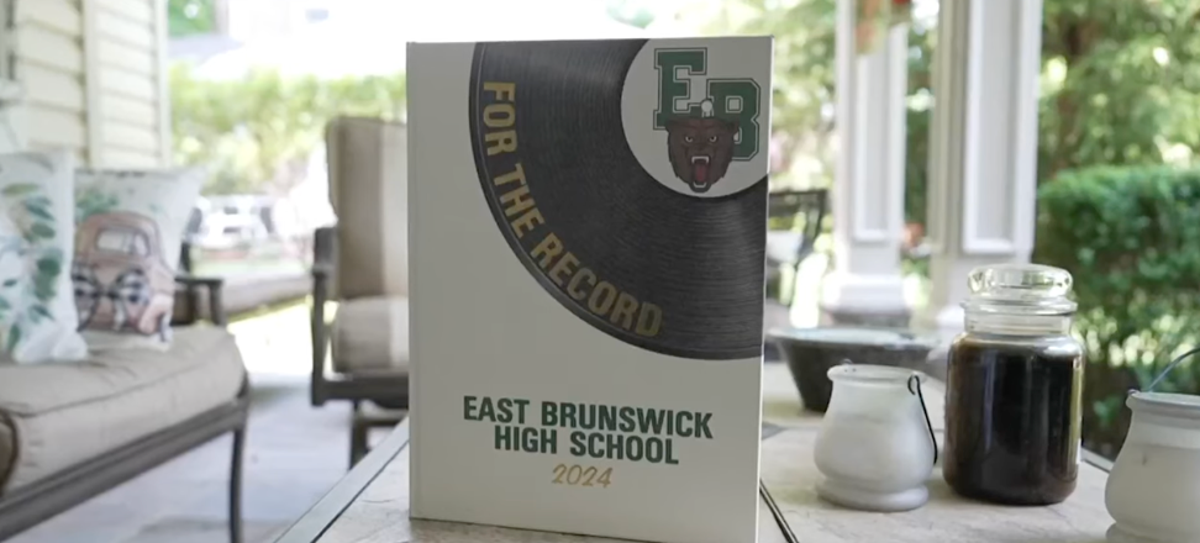 EB
FOR THE RECORD
EAST BRUNSWICK
HIGH SCHOOL
2024